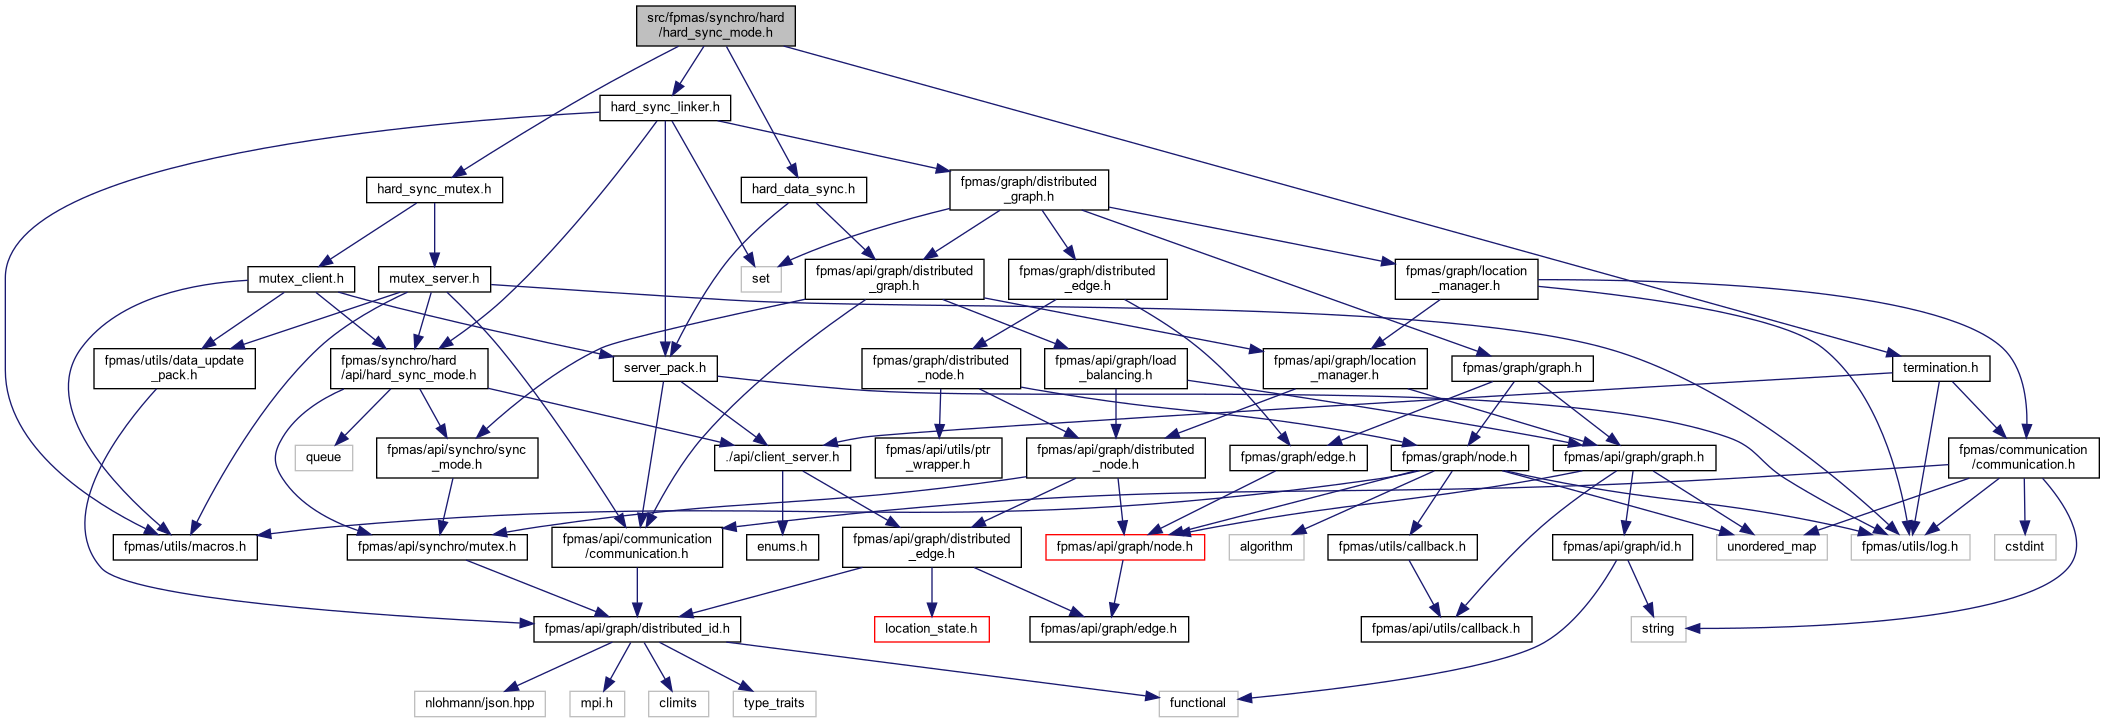 src/fpmas/synchro/hard
/hard_sync_mode.h
hard_sync_linker.h
hard_sync_mutex.h
hard_data_sync.h
fpmas/graph/distributed
_graph.h
mutex_client.h
mutex_server.h
set
fpmas/api/graph/distributed
_graph.h
fpmas/graph/distributed
_edge.h
fpmas/graph/location
_manager.h
fpmas/utils/data_update
_pack.h
fpmas/synchro/hard
/api/hard_sync_mode.h
server_pack.h
fpmas/graph/distributed
_node.h
fpmas/api/graph/load
_balancing.h
fpmas/api/graph/location
_manager.h
fpmas/graph/graph.h
termination.h
queue
fpmas/api/synchro/sync
_mode.h
./api/client_server.h
fpmas/api/utils/ptr
_wrapper.h
fpmas/api/graph/distributed
_node.h
fpmas/graph/edge.h
fpmas/graph/node.h
fpmas/api/graph/graph.h
fpmas/communication
/communication.h
fpmas/utils/macros.h
fpmas/api/synchro/mutex.h
fpmas/api/communication
/communication.h
enums.h
fpmas/api/graph/distributed
_edge.h
fpmas/api/graph/node.h
algorithm
fpmas/utils/callback.h
fpmas/api/graph/id.h
unordered_map
fpmas/utils/log.h
cstdint
fpmas/api/graph/distributed_id.h
location_state.h
fpmas/api/graph/edge.h
fpmas/api/utils/callback.h
string
nlohmann/json.hpp
mpi.h
climits
type_traits
functional